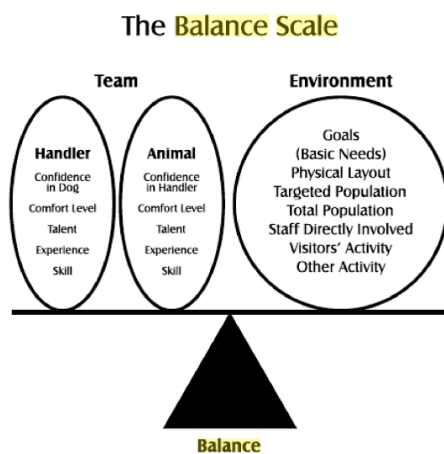 The Balance Scale
Team
Environment
Handler
Confidence
in Dog
Comfort Level
Talent
Experience
Skill
Animal
Confidence
in Handler
Comfort Level
Talent
Experience
Skill
Goals
(Basic Needs)
Physical Layout
Targeted Population
Total Population
Staff Directly Involved
Visitors' Activity
Other Activity
Balance